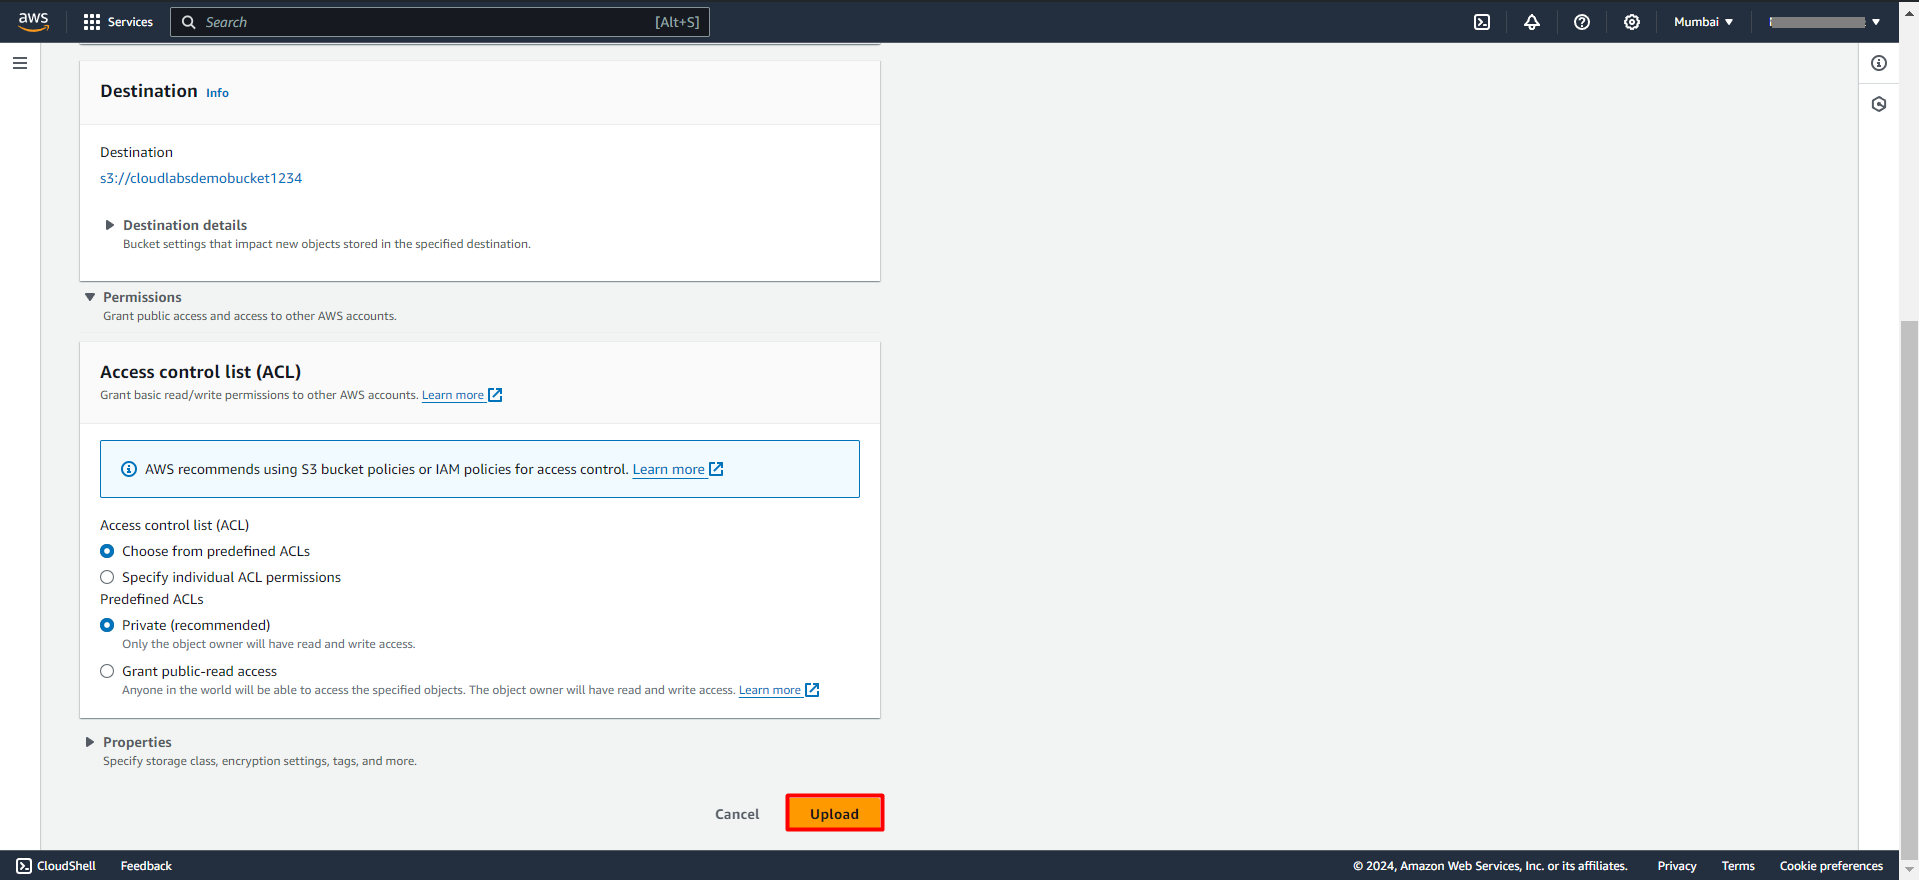 aws
Services
Search
[Alt+S]
Mumbai
Destination Info
Destination
s3://cloudlabsdemobucket1234
Destination details
Bucket settings that impact new objects stored in the specified destination.
Permissions
Grant public access and access to other AWS accounts.
Access control list (ACL)
Grant basic read/write permissions to other AWS accounts. Learn more
AWS recommends using S3 bucket policies or IAM policies for access control. Learn more
Access control list (ACL)
Choose from predefined ACLs
Specify individual ACL permissions
Predefined ACLs
Private (recommended)
Only the object owner will have read and write access.
Grant public-read access
Anyone in the world will be able to access the specified objects. The object owner will have read and write access. Learn more
Properties
Specify storage class, encryption settings, tags, and more.
Cancel
Upload
CloudShell
Feedback
© 2024, Amazon Web Services, Inc. or its affiliates.
Privacy
Terms
Cookie preferences